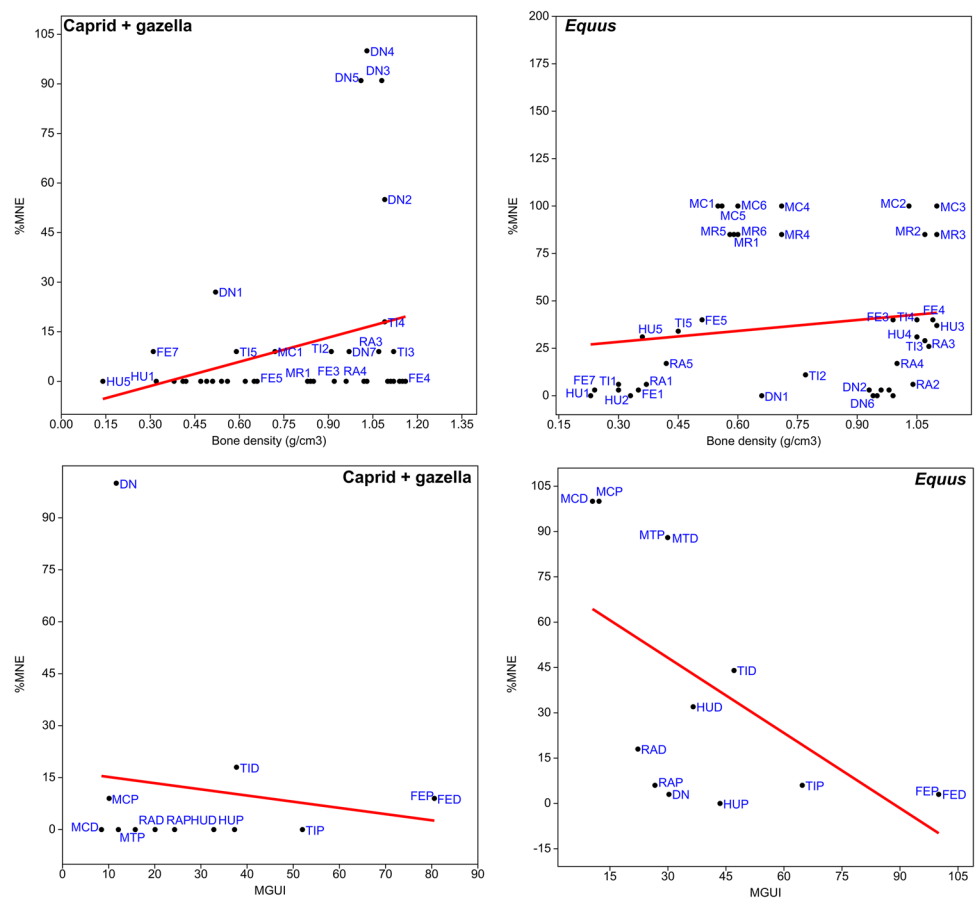 Caprid + gazella
105
90
75
60
45
30
15
0
%MNE
DN4
DN3
DN5
DN2
DN1
TI4
FE7
TI5
MC1
TI2
DN7
RA3
TI3
HU5
HU1
FE5
MR1
FE3
RA4
FE4
0.00 0.15 0.30 0.45 0.60 0.75 0.90 1.05 1.20 1.35
Bone density (g/cm3)
Equus
200
175
150
125
100
75
50
25
0
%MNE
MC1
MC5
MC6
MC4
MC2
MC3
MR5
MR6
MR1
MR4
MR2
MR3
FE4
FE3
TI4
HU3
FE5
TI5
HU5
HU4
TI3
RA3
RA5
RA4
TI2
FE7
TI1
RA1
RA2
HU1
HU2
FE1
DN1
DN2
DN6
0.15 0.30 0.45 0.60 0.75 0.90 1.05
Bone density (g/cm3)
Caprid + gazella
90
75
60
45
30
15
0
%MNE
DN
TID
MCP
FEP
FED
MCD
MTP
RAD
RAP
HUD
HUP
TIP
0 10 20 30 40 50 60 70 80 90
MGUI
Equus
105
90
75
60
45
30
15
0
-15
%MNE
MCD
MCP
MTP
MTD
TID
HUD
RAD
RAP
DN
HUP
TIP
FEP
FED
15 30 45 60 75 90 105
MGUI